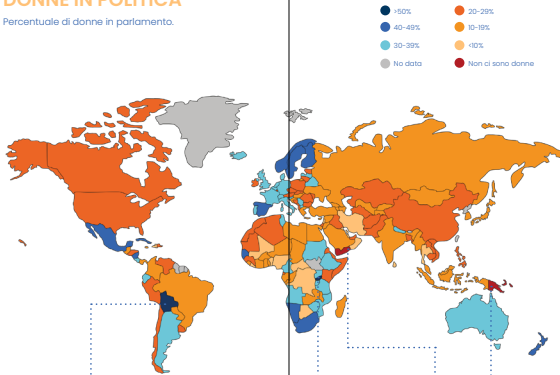 DONNE IN POLITICA
Percentuale di donne in parlamento.
>50%
40-49%
30-39%
No data
20-29%
10-19%
<10%
Non ci sono donne